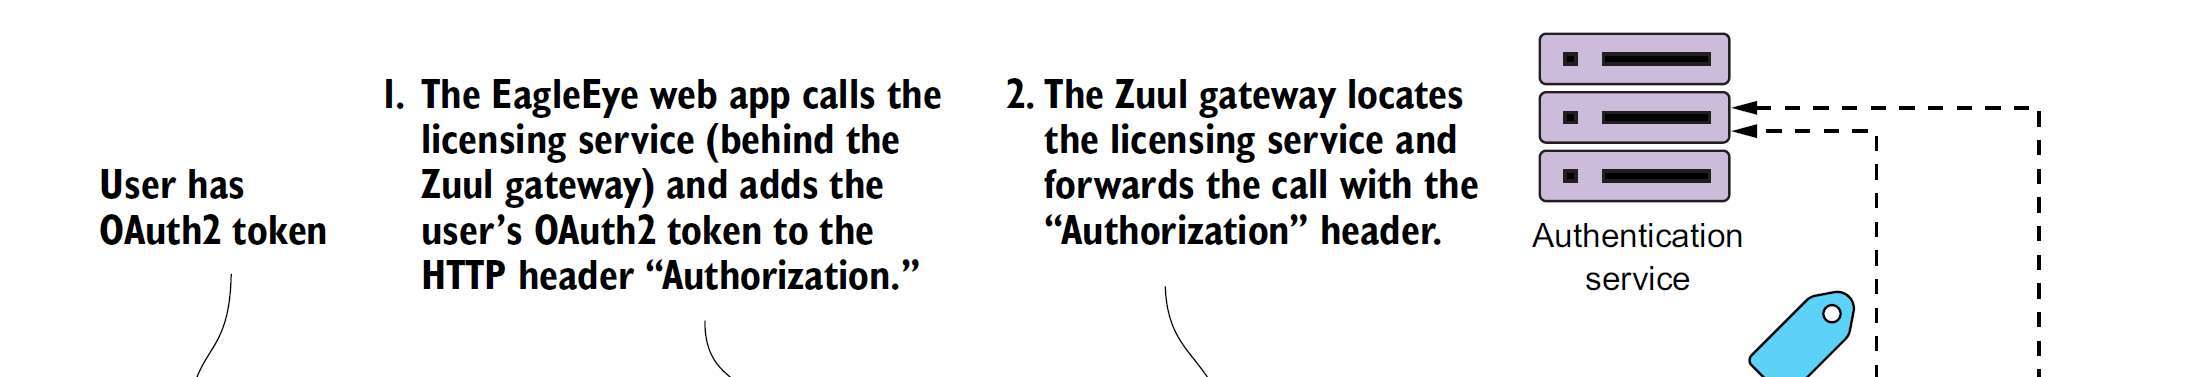 User has
OAuth2 token
1. The EagleEye web app calls the
licensing service (behind the
Zuul gateway) and adds the
user’s OAuth2 token to the
HTTP header “Authorization.”
2. The Zuul gateway locates
the licensing service and
forwards the call with the
“Authorization” header.
Authentication
service